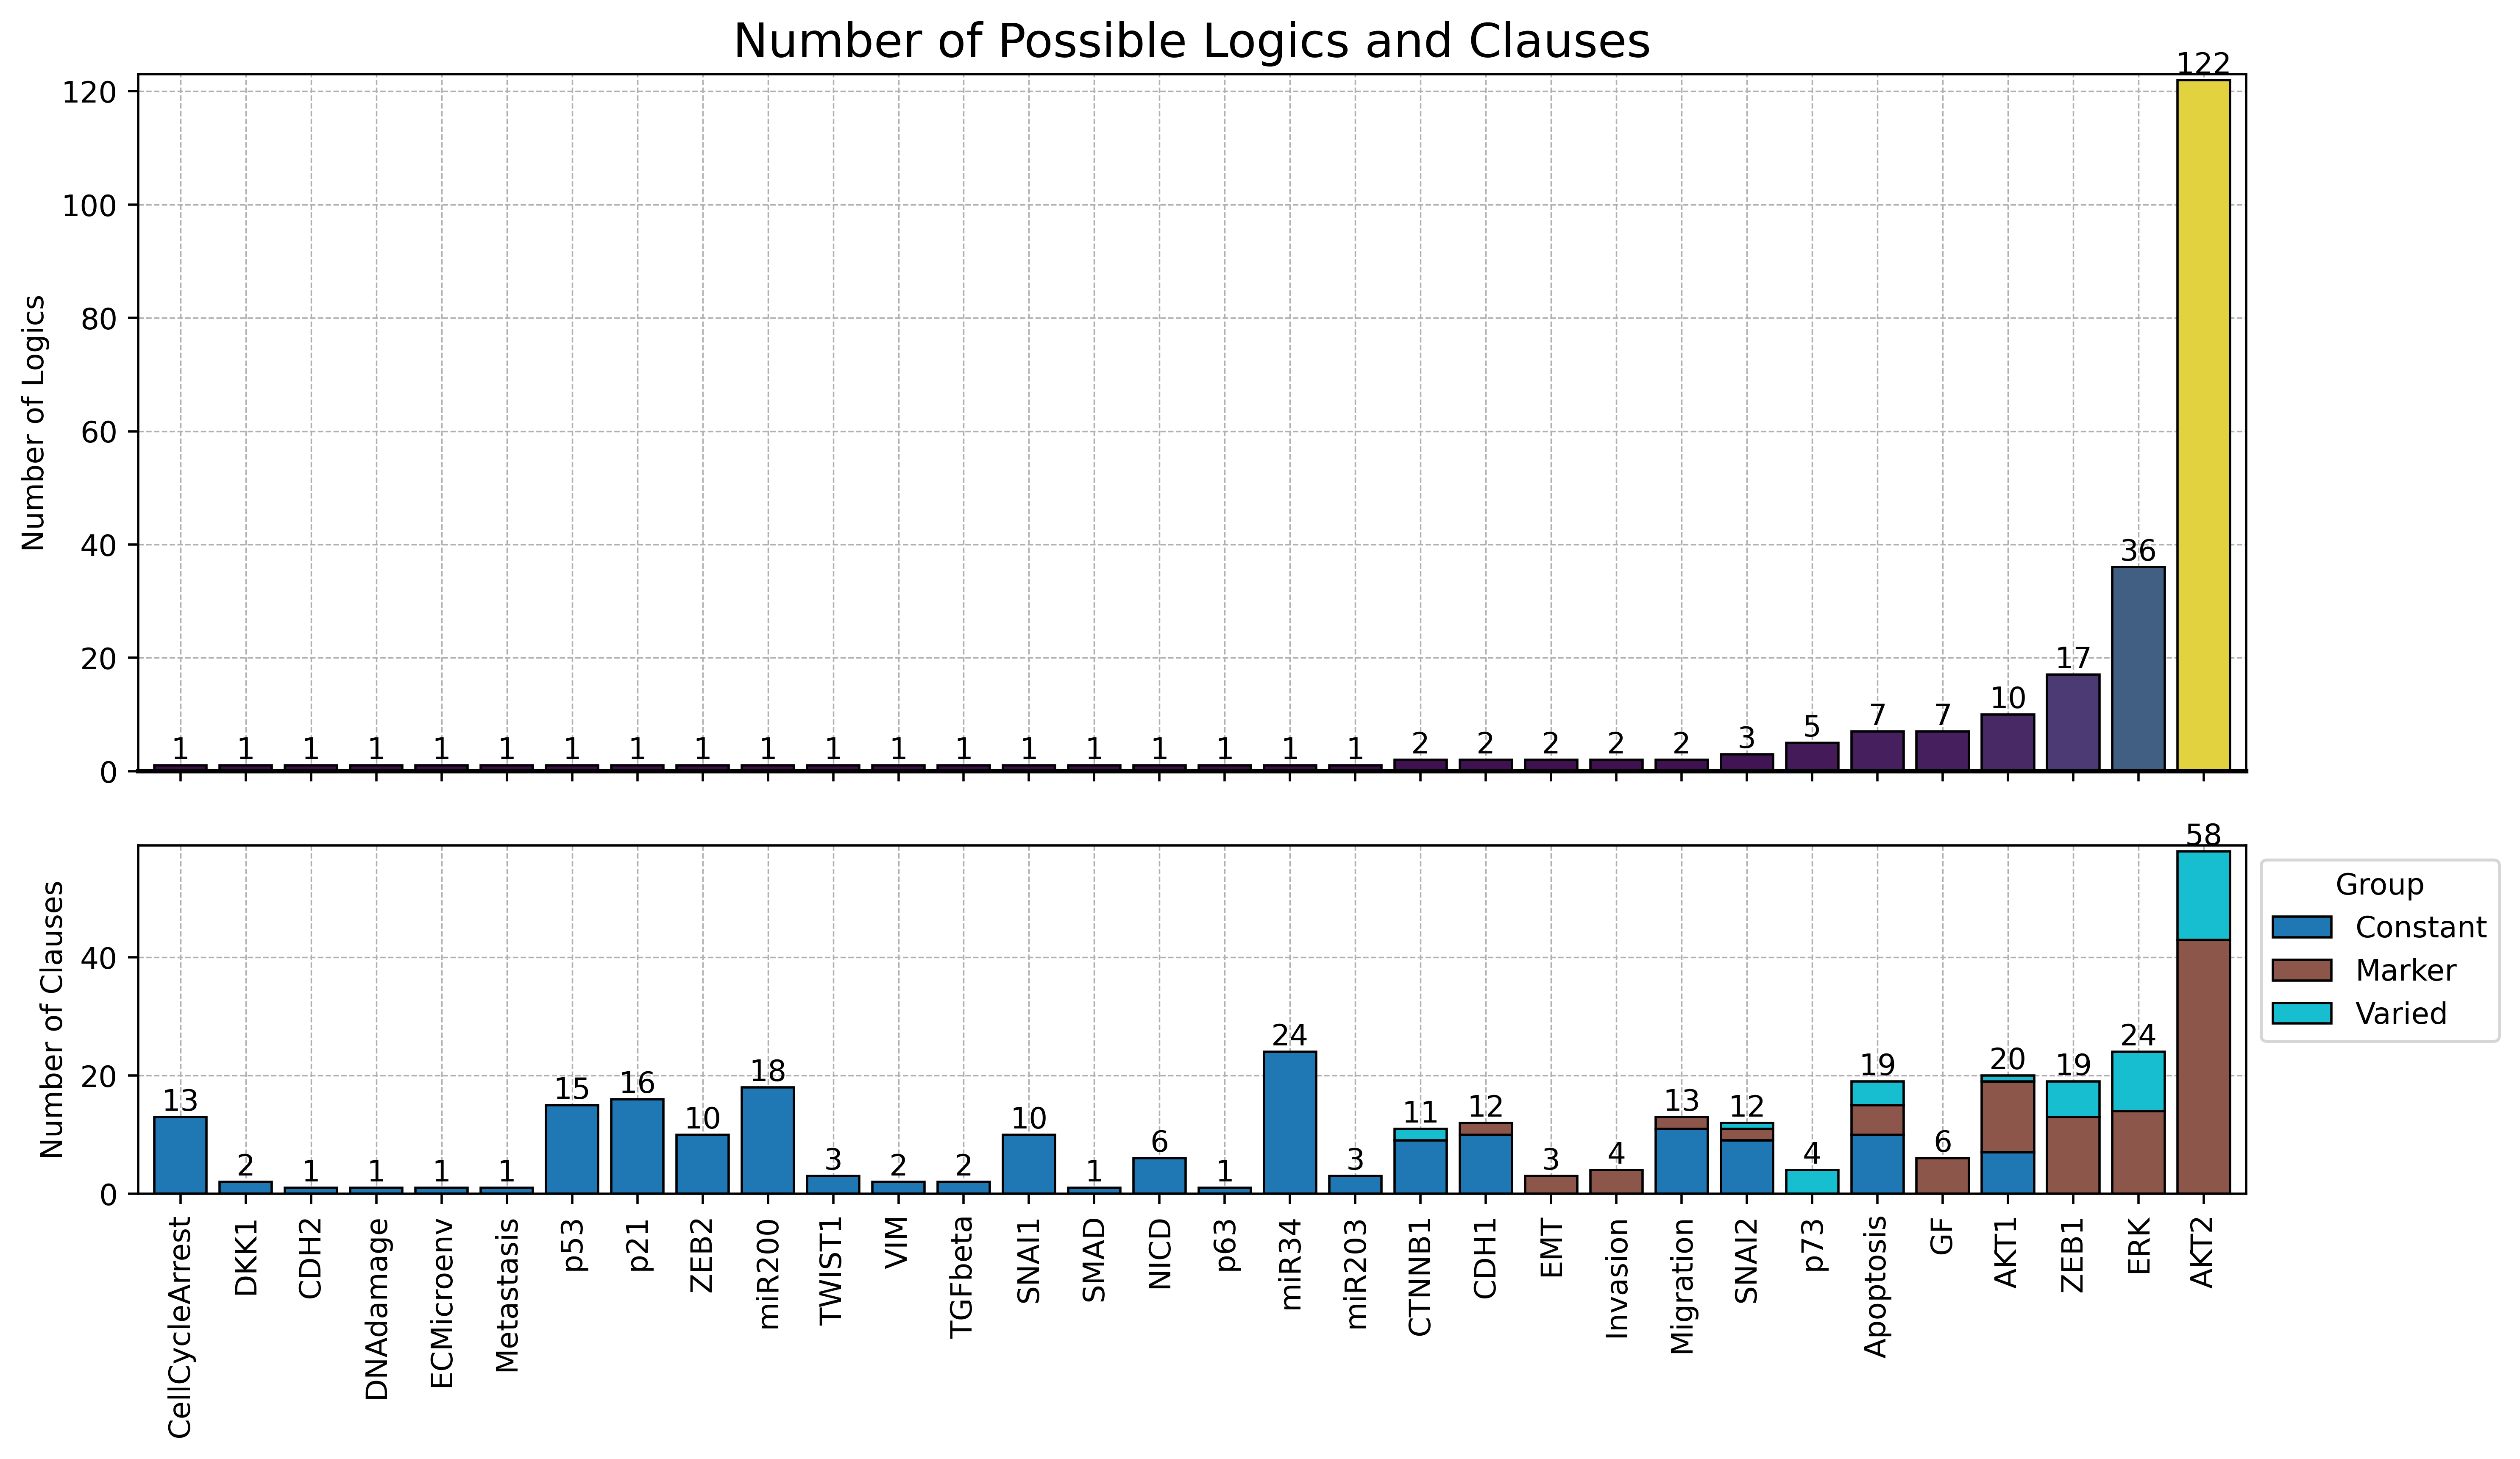 Number of Possible Logics and Clauses
Number of Logics
120
100
80
60
40
20
0
1 1 1 1 1 1 1 1 1 1 1 1 1 1 1 1 1 1 1 2 2 2 2 2 3 5 7 7 10 17 36 122
Number of Clauses
40
20
0
13 2 1 1 1 1 15 16 10 18 3 2 2 10 1 6 1 24 3 11 12 3 4 13 12 4 19 6 20 19 24 58
Group
Constant
Marker
Varied
CellCycleArrest
DKK1
CDH2
DNAdamage
ECMicroenv
Metastasis
p53
p21
ZEB2
miR200
TWIST1
VIM
TGFbeta
SNAI1
SMAD
NICD
p63
miR34
miR203
CTNNB1
CDH1
EMT
Invasion
Migration
SNAI2
p73
Apoptosis
GF
AKT1
ZEB1
ERK
AKT2